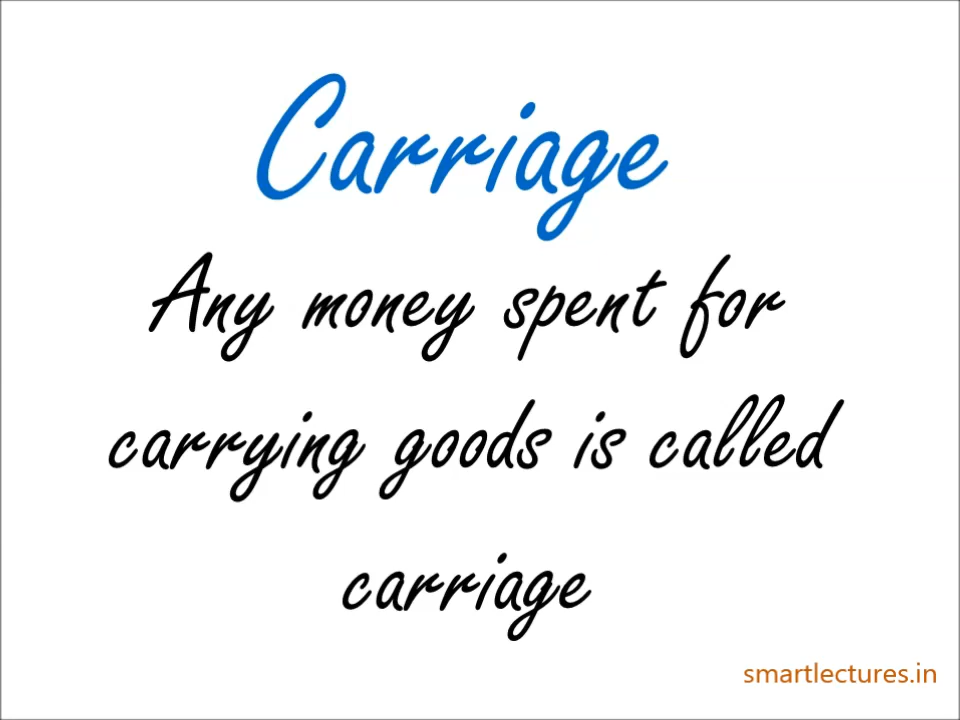 Carriage
Any money spent for
carrying goods is called
carriage
smartlectures.in